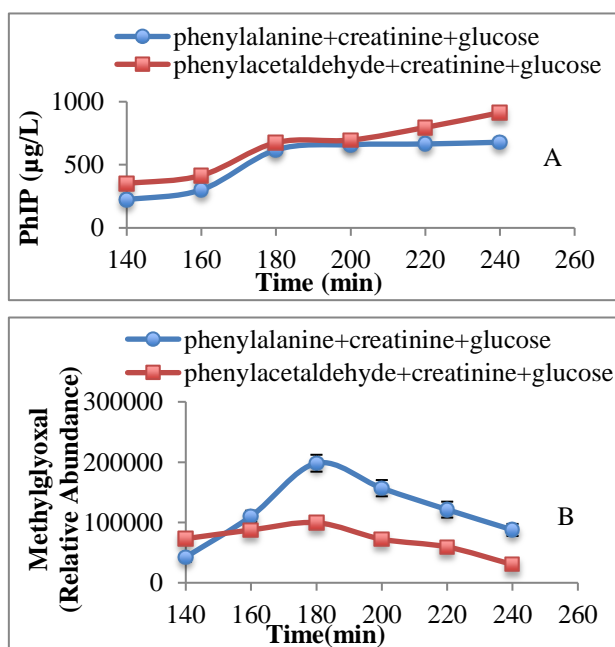 phenylalanine+creatinine+glucose
phenylacetaldehyde+creatinine+glucose
1000
500
0
PhIP (µg/L)
A
140 160 180 200 220 240 260
Time (min)
phenylalanine+creatinine+glucose
phenylacetaldehyde+creatinine+glucose
300000
200000
100000
0
Methylglyoxal
(Relative Abundance)
B
140 160 180 200 220 240 260
Time(min)